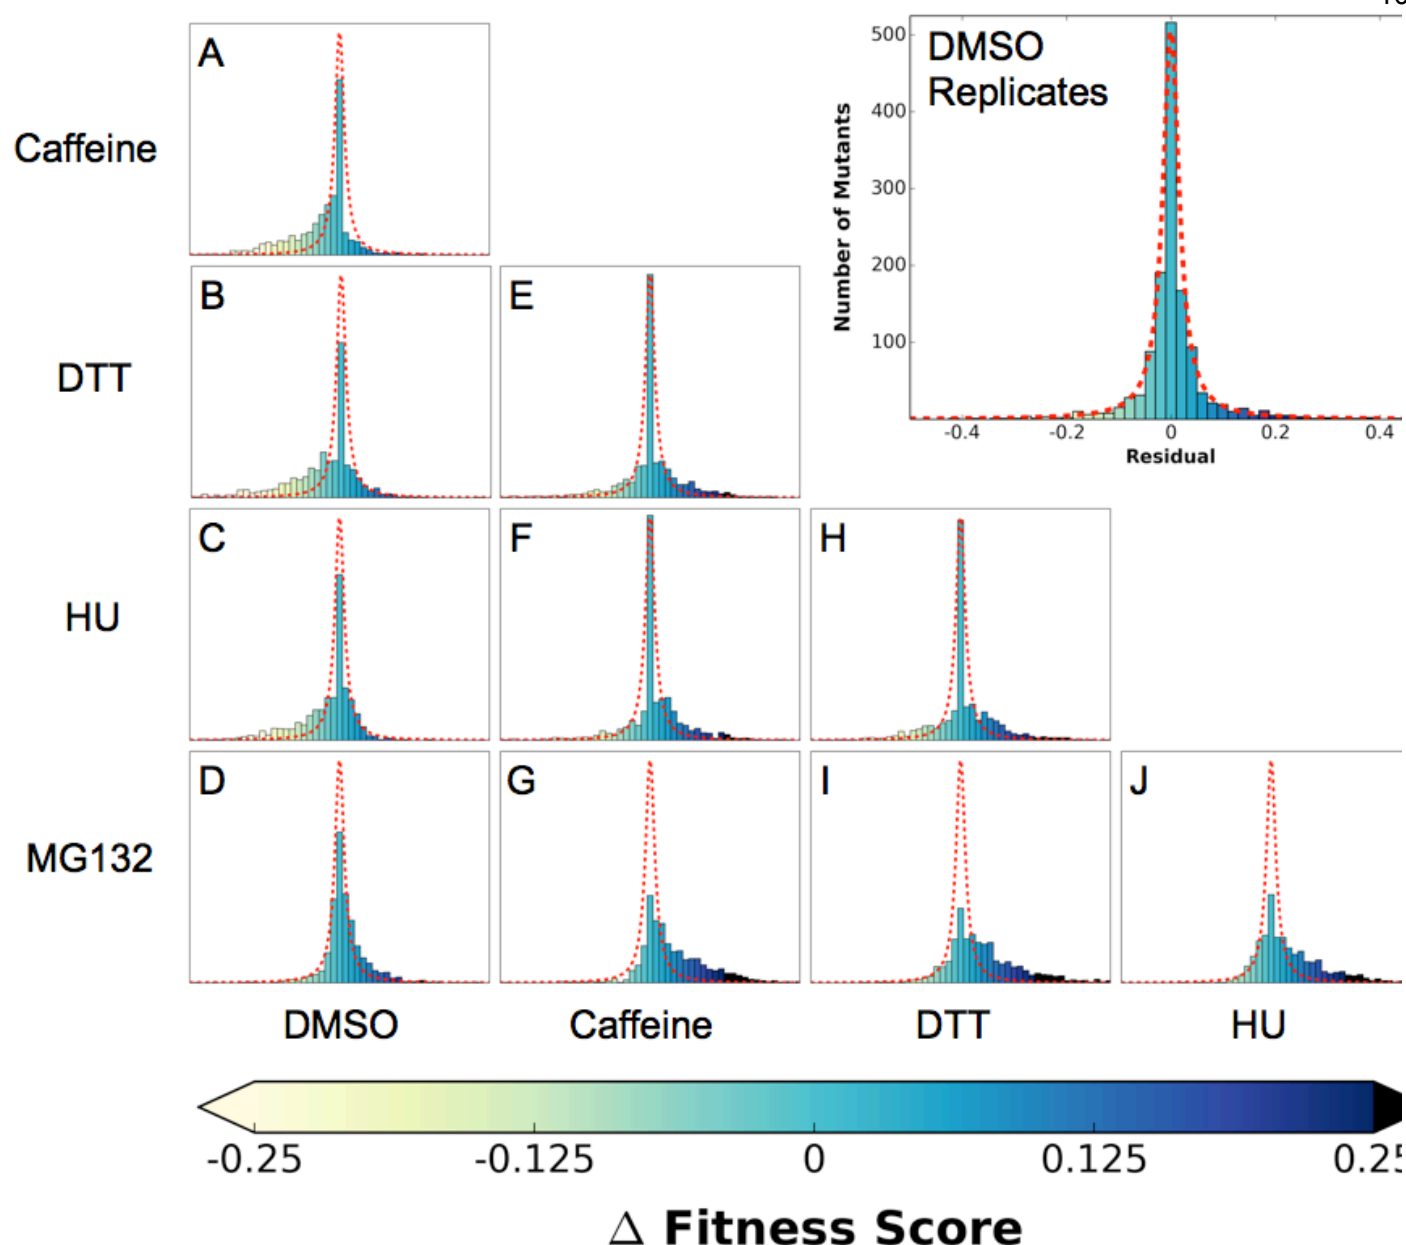 A
Caffeine
DMSO
Replicates
Number of Mutants
500
400
300
200
100
-0.4
-0.2
0
0.2
0.4
Residual
B
E
DTT
C
F
H
HU
D
G
I
J
MG132
DMSO
Caffeine
DTT
HU
-0.25
-0.125
0
0.125
Δ Fitness Score